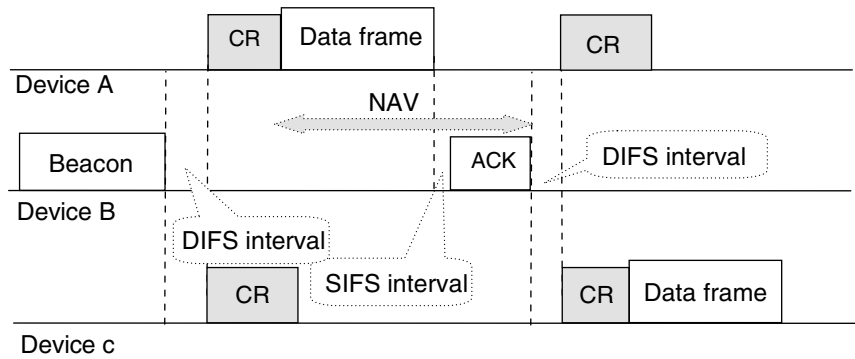 CR
Data frame
CR
Device A
NAV
Beacon
ACK
DIFS interval
Device B
DIFS interval
SIFS interval
CR
CR
Data frame
Device c